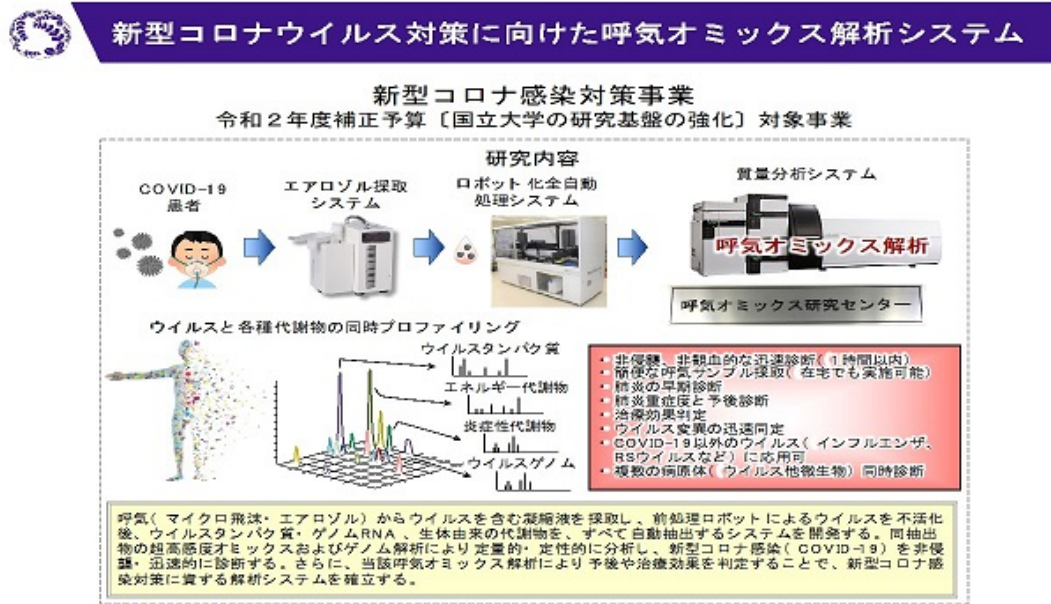 新型コロナウイルス対策に向けた呼気オミックス解析システム
新型コロナ感染対策事業
令和2年度補正予算〔国立大学の研究基盤の強化〕対象事業
研究内容
COVID-19
患者
エアロゾル採取
システム
ロボット化全自動
処理システム
質量分析システム
呼気オミックス解析
呼気オミックス研究センター
ウイルスと各種代謝物の同時プロファイリング
ウイルスタンパク質
エネルギー代謝物
炎症性代謝物
ウイルスゲノム
・非侵襲、非観血的な迅速診断(1時間以内)
・簡便な呼気サンプル採取(在宅でも実施可能)
・肺炎の早期診断
・肺炎重症度と予後診断
・治療効果判定
・ウイルス変異の迅速同定
・COVID-19以外のウイルス(インフルエンザ、
RSウイルスなど)に応用可
・複数の病原体(ウイルス他微生物)同時診断
呼気(マイクロ飛沫・エアロゾル)からウイルスを含む凝縮液を採取し、前処理ロボットによるウイルスを不活化
後、ウイルスタンパク質・ゲノムRNA、生体由来の代謝物を、すべて自動抽出するシステムを開発する。同抽出
物の超高感度オミックスおよびゲノム解析により定量的・定性的に分析し、新型コロナ感染(COVID-19)を非侵
襲・迅速的に診断する。さらに、当該呼気オミックス解析により予後や治療効果を判定することで、新型コロナ感
染対策に資する解析システムを確立する。